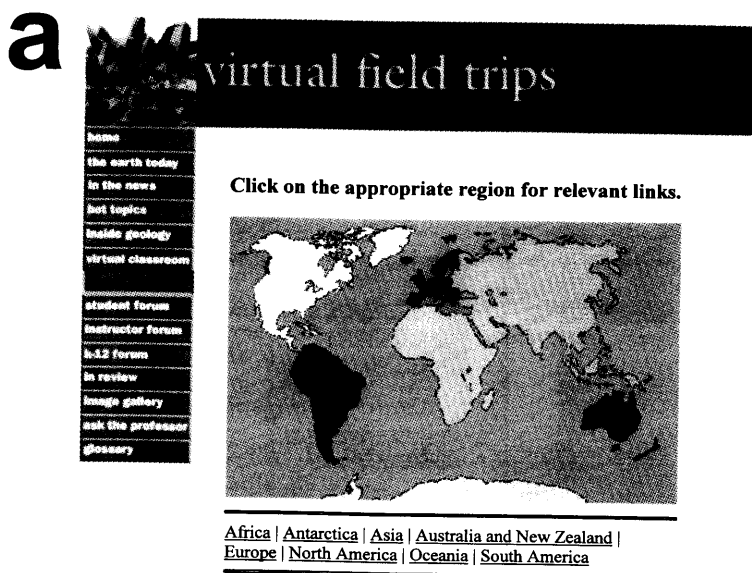 a
virtual field trips
home
the earth today
in the news
hot topics
inside geology
virtual classroom
student forum
instructor forum
k-12 forum
in review
image gallery
ask the professor
glossary
Click on the appropriate region for relevant links.
Africa | Antarctica | Asia | Australia and New Zealand |
Europe | North America | Oceania | South America